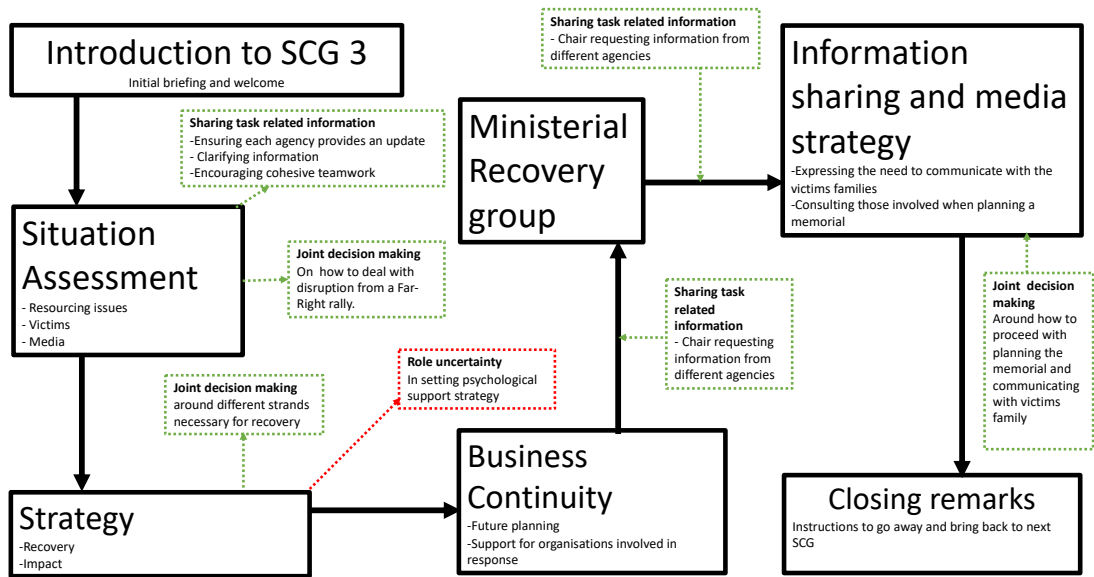 Introduction to SCG 3
Initial briefing and welcome
Sharing task related information
-Ensuring each agency provides an update
- Clarifying information
-Encouraging cohesive teamwork
Situation
Assessment
- Resourcing issues
- Victims
- Media
Joint decision making
On how to deal with
disruption from a Far-
Right rally.
Joint decision making
around different strands
necessary for recovery
Role uncertainty
In setting psychological
support strategy
Strategy
-Recovery
-Impact
Business
Continuity
-Future planning
-Support for organisations involved in
response
Sharing task
related
information
- Chair requesting
information from
different agencies
Ministerial
Recovery
group
Sharing task related information
- Chair requesting information from
different agencies
Information
sharing and media
strategy
-Expressing the need to communicate with the
victims families
-Consulting those involved when planning a
memorial
Joint decision
making
Around how to
proceed with
planning the
memorial and
communicating
with victims
family
Closing remarks
Instructions to go away and bring back to next
SCG